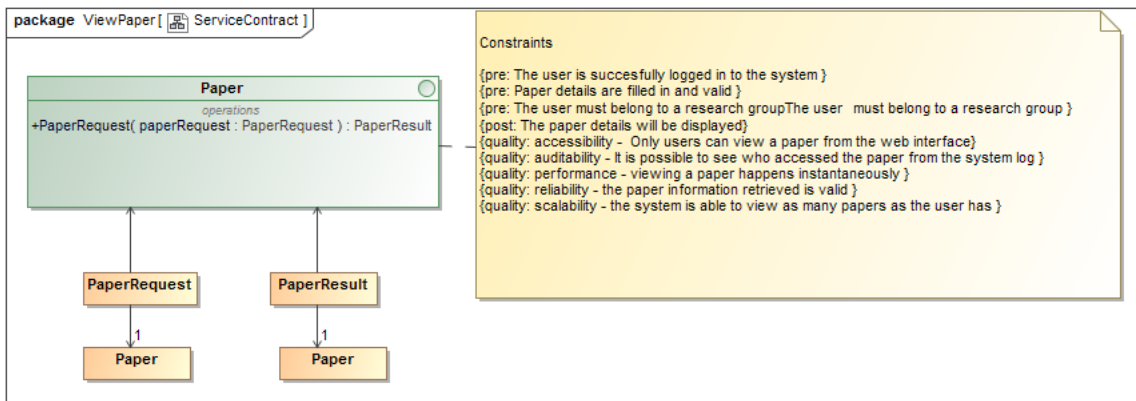 package ViewPaper [ ServiceContract ]
Paper
operations
+PaperRequest( paperRequest : PaperRequest ) : PaperResult
Constraints
{pre: The user is succesfully logged in to the system }
{pre: Paper details are filled in and valid }
{pre: The user must belong to a research groupThe user must belong to a research group }
{post: The paper details will be displayed}
{quality: accessibility - Only users can view a paper from the web interface}
{quality: auditability - It is possible to see who accessed the paper from the system log }
{quality: performance - viewing a paper happens instantaneously }
{quality: reliability - the paper information retrieved is valid }
{quality: scalability - the system is able to view as many papers as the user has }
PaperRequest
PaperResult
1
1
Paper
Paper